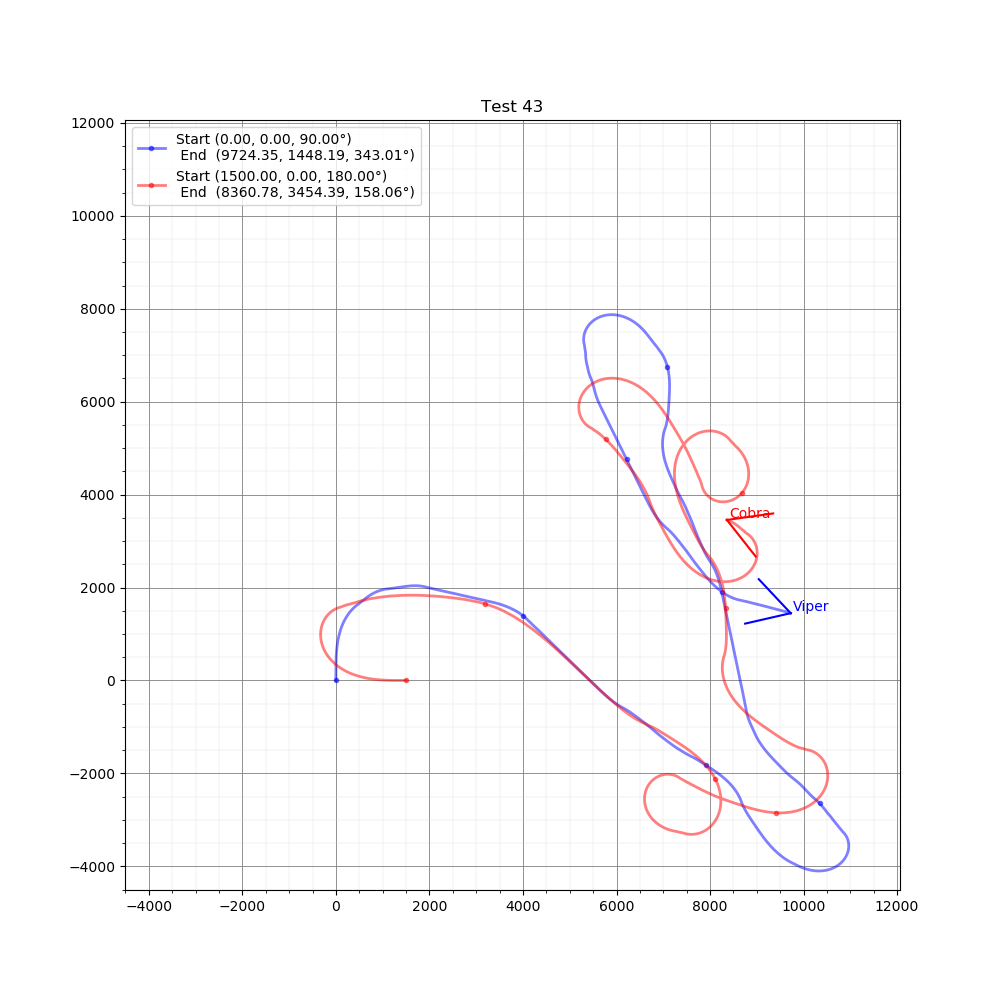 Test 43
Start (0.00, 0.00, 90.00°)
End (9724.35, 1448.19, 343.01°)
Start (1500.00, 0.00, 180.00°)
End (8360.78, 3454.39, 158.06°)
12000
10000
8000
6000
4000
2000
0
−2000
−4000
Cobra
Viper
−4000 −2000 0 2000 4000 6000 8000 10000 12000